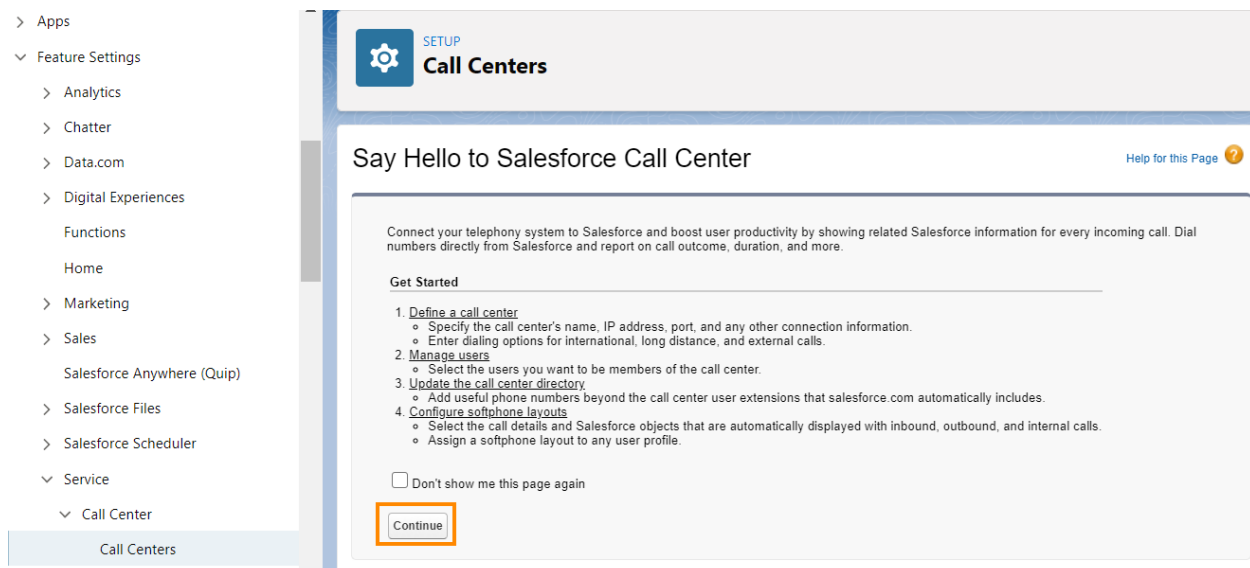 Apps
Feature Settings
Analytics
Chatter
Data.com
Digital Experiences
Functions
Home
Marketing
Sales
Salesforce Anywhere (Quip)
Salesforce Files
Salesforce Scheduler
Service
Call Center
Call Centers
SETUP
Call Centers
Say Hello to Salesforce Call Center
Help for this Page ?
Connect your telephony system to Salesforce and boost user productivity by showing related Salesforce information for every incoming call. Dial
numbers directly from Salesforce and report on call outcome, duration, and more.
Get Started
1. Define a call center
Specify the call center's name, IP address, port, and any other connection information.
Enter dialing options for international, long distance, and external calls.
2. Manage users
Select the users you want to be members of the call center.
3. Update the call center directory
Add useful phone numbers beyond the call center user extensions that salesforce.com automatically includes.
4. Configure softphone layouts
Select the call details and Salesforce objects that are automatically displayed with inbound, outbound, and internal calls.
Assign a softphone layout to any user profile.
Don't show me this page again
Continue